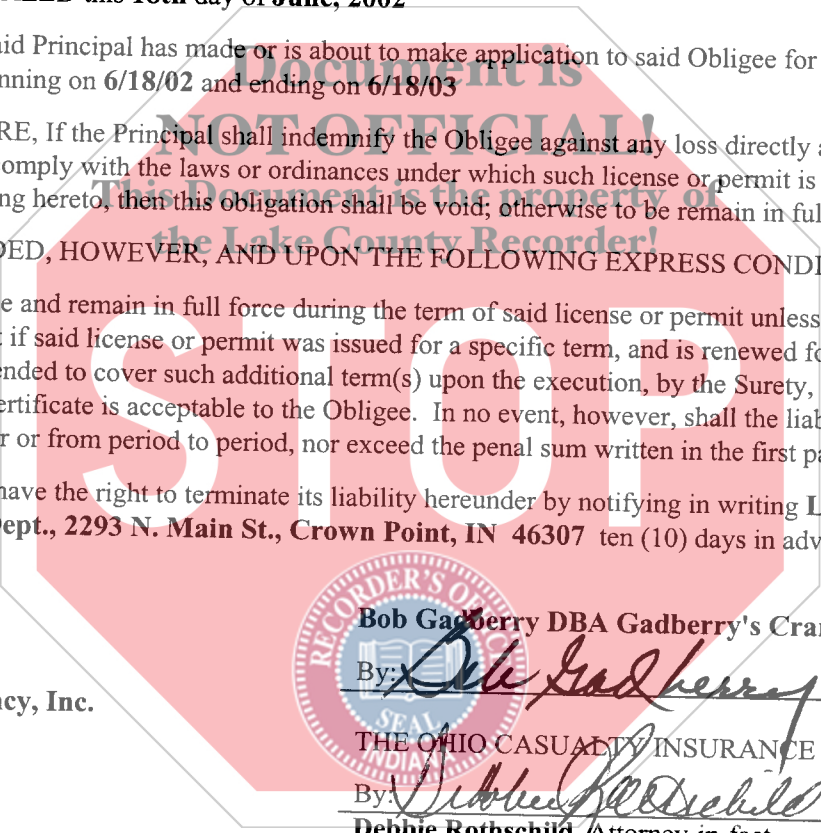 this 18th day of June, 2002
aid Principal has made or is about to make application to said Obligee for
nning on 6/18/02 and ending on 6/18/03
Document is
NOT OFFICIAL!
This Document is the property of
the Lake County Recorder!
RE, If the Principal shall indemnify the Obligee against any loss directly
omply with the laws or ordinances under which such license or permit is
ng hereto, then this obligation shall be void; otherwise to be remain in ful
DED, HOWEVER, AND UPON THE FOLLOWING EXPRESS CONDI
e and remain in full force during the term of said license or permit unless
t if said license or permit was issued for a specific term, and is renewed fo
ended to cover such additional term(s) upon the execution, by the Surety,
ertificate is acceptable to the Obligee. In no event, however, shall the liab
r or from period to period, nor exceed the penal sum written in the first pa
STOP
have the right to terminate its liability hereunder by notifying in writing L
Dept., 2293 N. Main St., Crown Point, IN 46307 ten (10) days in adv
RECORDER'S OFFICE
SEAL
INDIANA
Bob Gadberry DBA Gadberry's Cra
By: Bob Gadberry
ncy, Inc.
THE OHIO CASUALTY INSURANCE
By: Debbie Rothschild
Debbie Rothschild, Attorney-in-fact